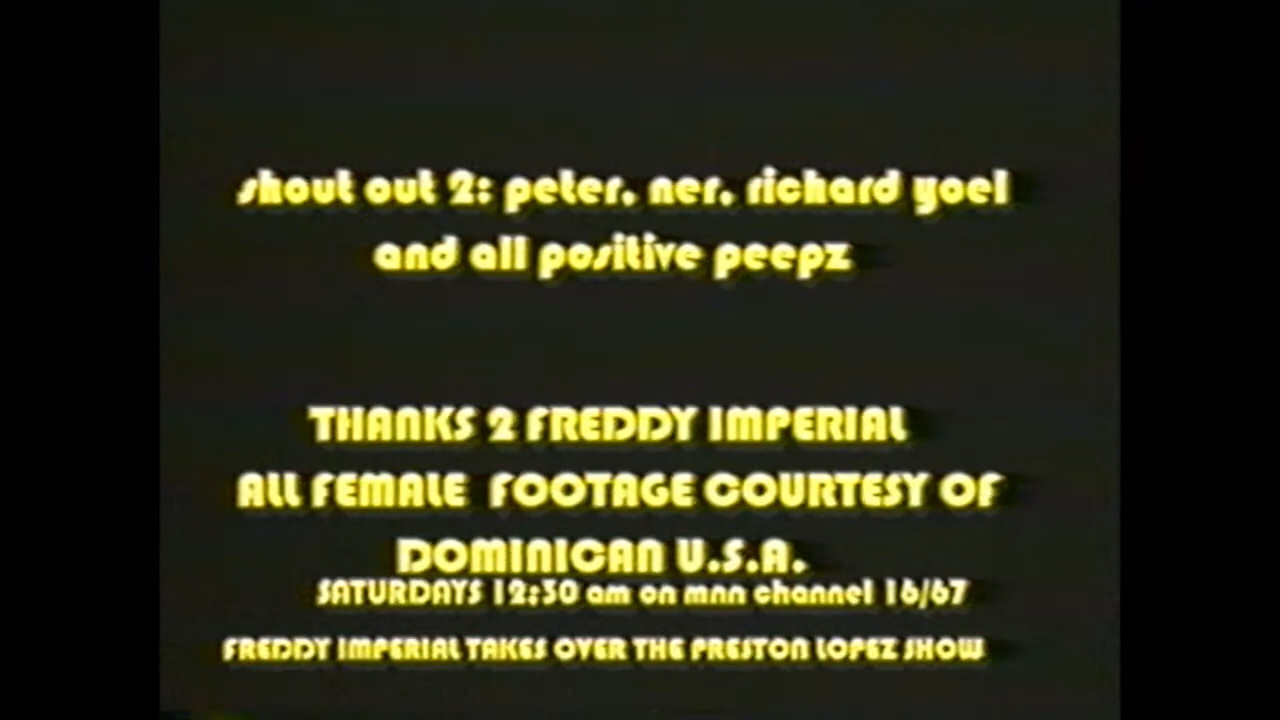 shout out 2: peter, ner, richard yoel
and all positive peepz
THANKS 2 FREDDY IMPERIAL
ALL FEMALE FOOTAGE COURTESY OF
DOMINICAN U.S.A.
SATURDAYS 12:30 am on mnn channel 16/67
FREDDY IMPERIAL TAKES OVER THE PRESTON LOPEZ SHOW